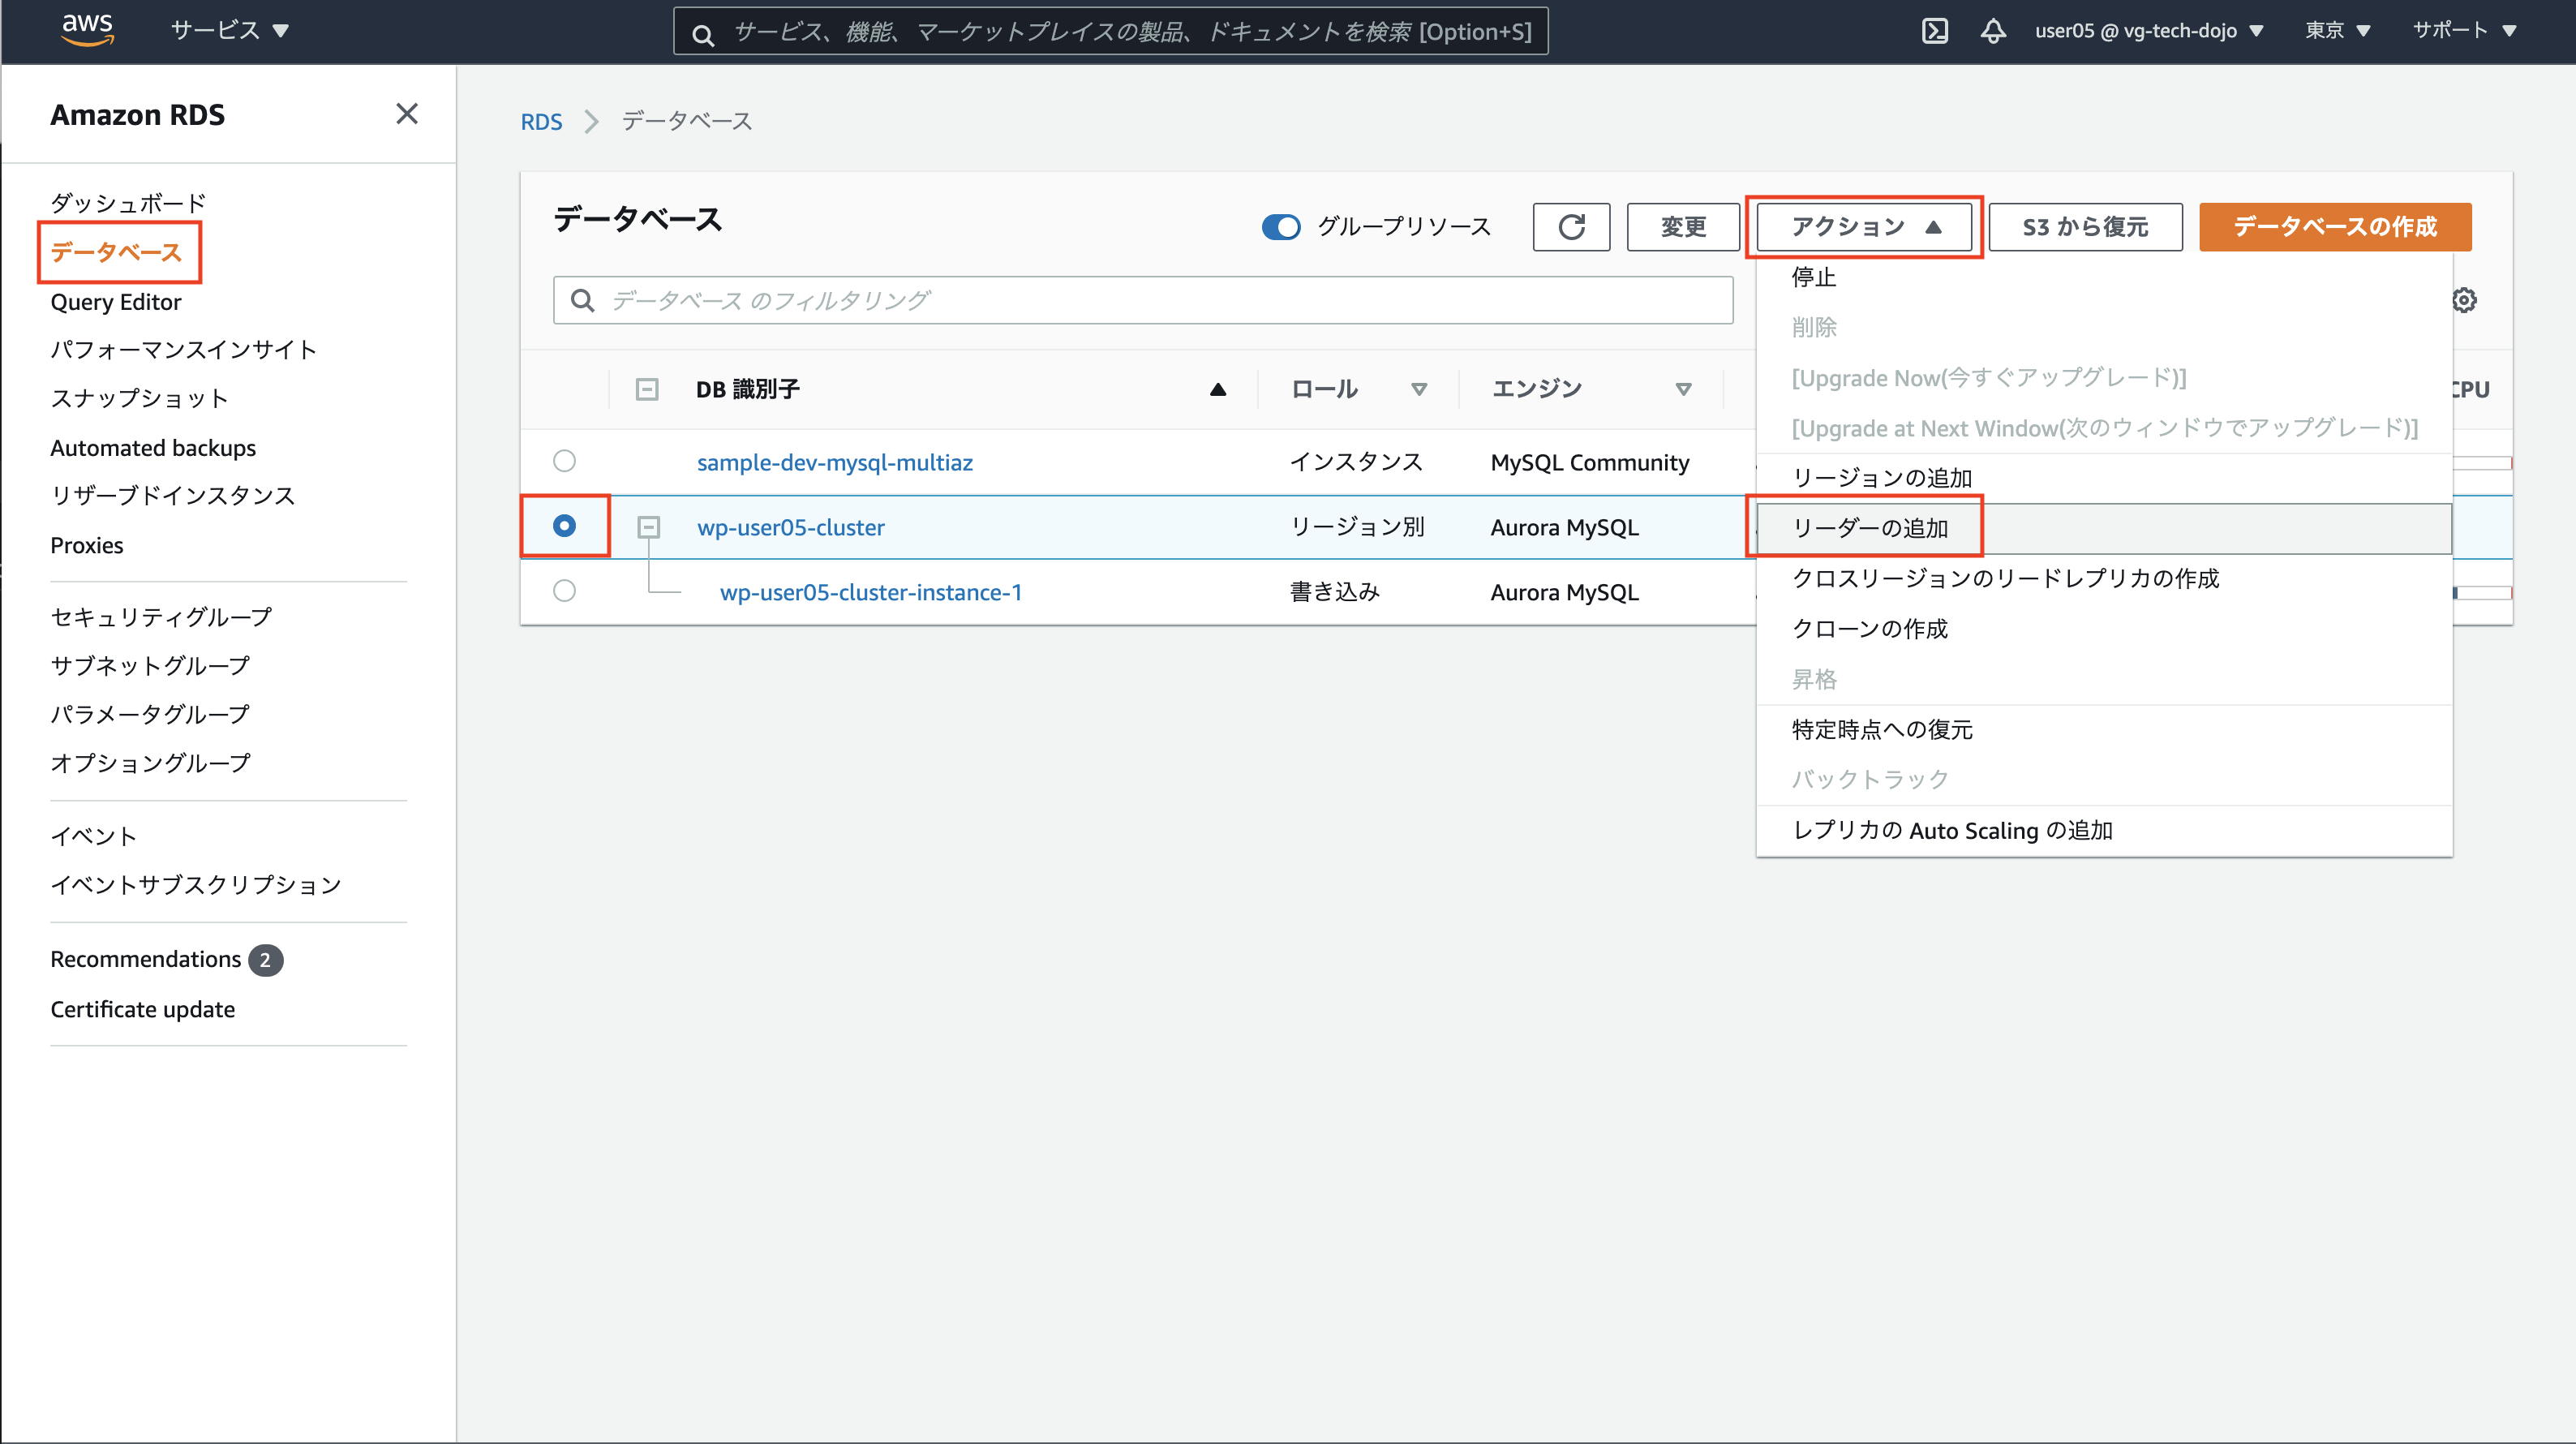 aws サービス ▼ サービス、機能、マーケットプレイスの製品、ドキュメントを検索 [Option+S] user05 @ vg-tech-dojo ▼ 東京 ▼ サポート ▼
Amazon RDS
ダッシュボード
データベース
Query Editor
パフォーマンスインサイト
スナップショット
Automated backups
リザーブドインスタンス
Proxies
セキュリティグループ
サブネットグループ
パラメータグループ
オプショングループ
イベント
イベントサブスクリプション
Recommendations 2
Certificate update
RDS > データベース
データベース グループリソース 変更 アクション ▲ S3 から復元 データベースの作成
データベース のフィルタリング
DB 識別子 ▲ ロール ▽ エンジン ▽ CPU
sample-dev-mysql-multiaz インスタンス MySQL Community
wp-user05-cluster リージョン別 Aurora MySQL
wp-user05-cluster-instance-1 書き込み Aurora MySQL
停止
削除
[Upgrade Now(今すぐアップグレード)]
[Upgrade at Next Window(次のウィンドウでアップグレード)]
リージョンの追加
リーダーの追加
クロスリージョンのリードレプリカの作成
クローンの作成
昇格
特定時点への復元
バックトラック
レプリカの Auto Scaling の追加